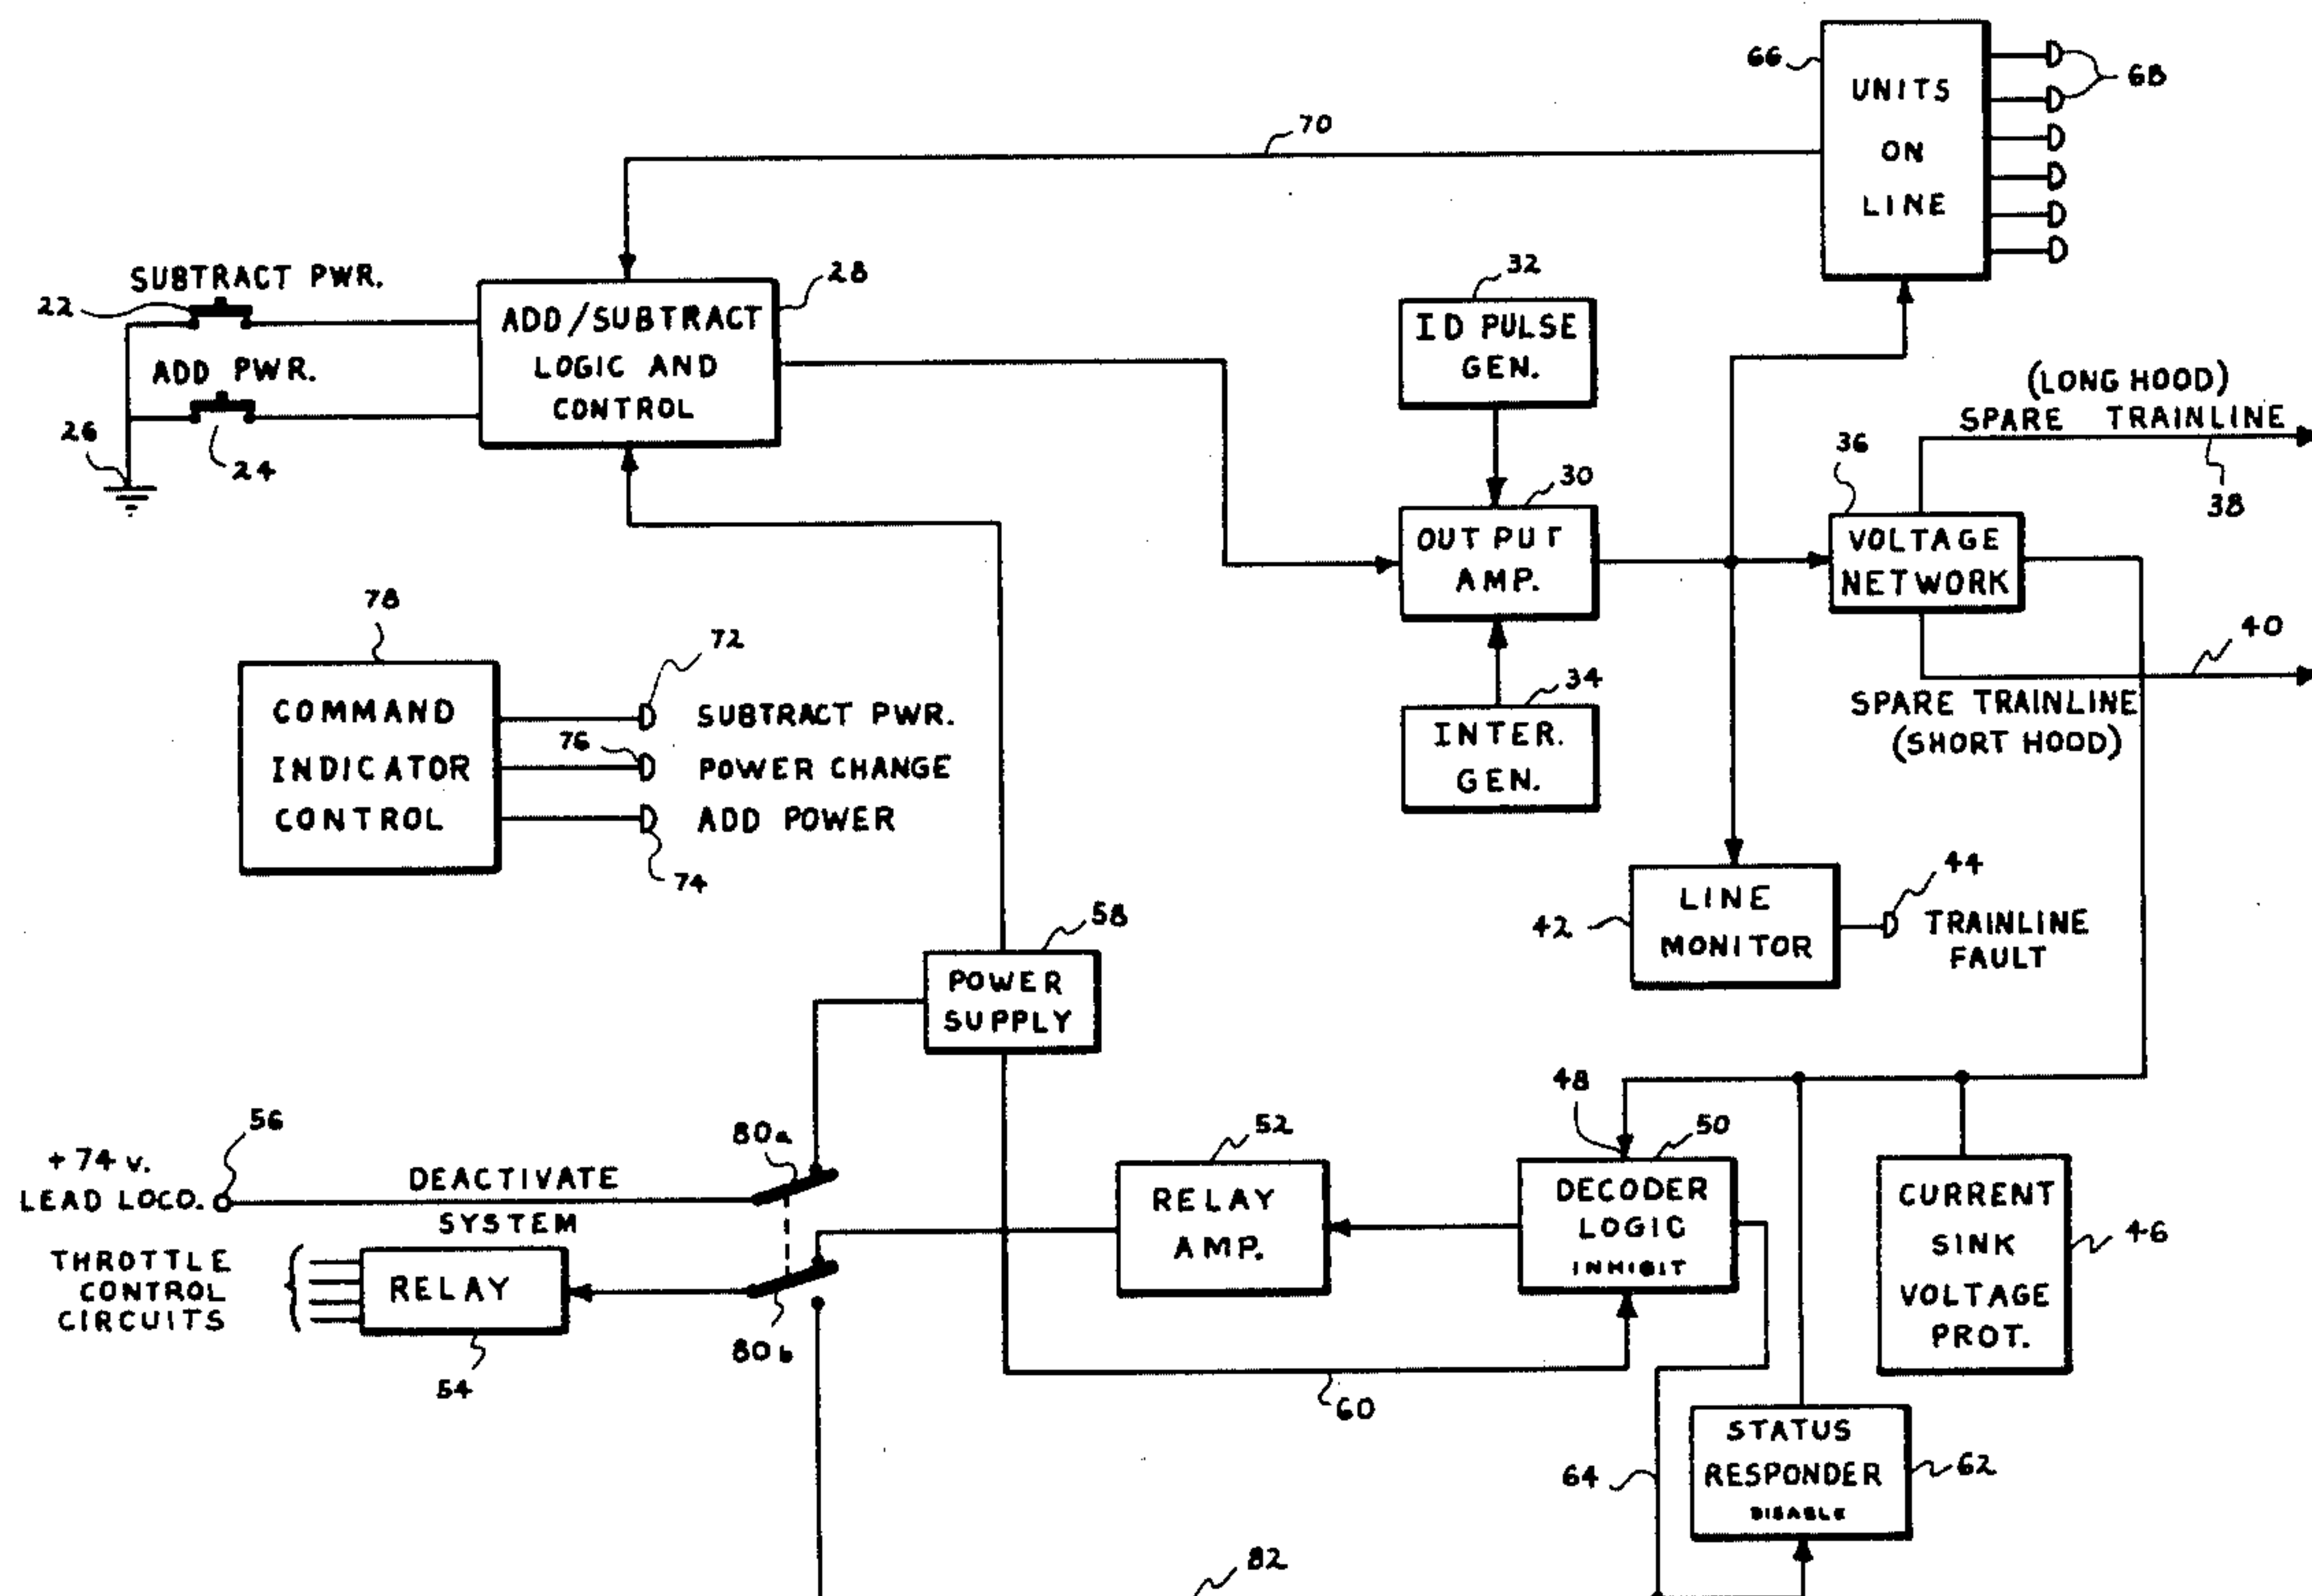 66
UNITS
ON
LINE
68
70
SUBTRACT PWR.
22
28
ADD/SUBTRACT
LOGIC AND
CONTROL
ADD PWR.
26
24
32
ID PULSE
GEN.
(LONG HOOD)
SPARE TRAINLINE
38
30
OUTPUT
AMP.
36
VOLTAGE
NETWORK
40
SPARE TRAINLINE
(SHORT HOOD)
34
INTER.
GEN.
78
COMMAND
INDICATOR
CONTROL
72
SUBTRACT PWR.
76
POWER CHANGE
ADD POWER
74
42
LINE
MONITOR
44
TRAINLINE
FAULT
58
POWER
SUPPLY
56
+74 v.
LEAD LOCO.
DEACTIVATE
SYSTEM
80a
80b
THROTTLE
CONTROL
CIRCUITS
RELAY
54
52
RELAY
AMP.
48
50
DECODER
LOGIC
INHIBIT
60
CURRENT
SINK
VOLTAGE
PROT.
46
64
STATUS
RESPONDER
DISABLE
62
82